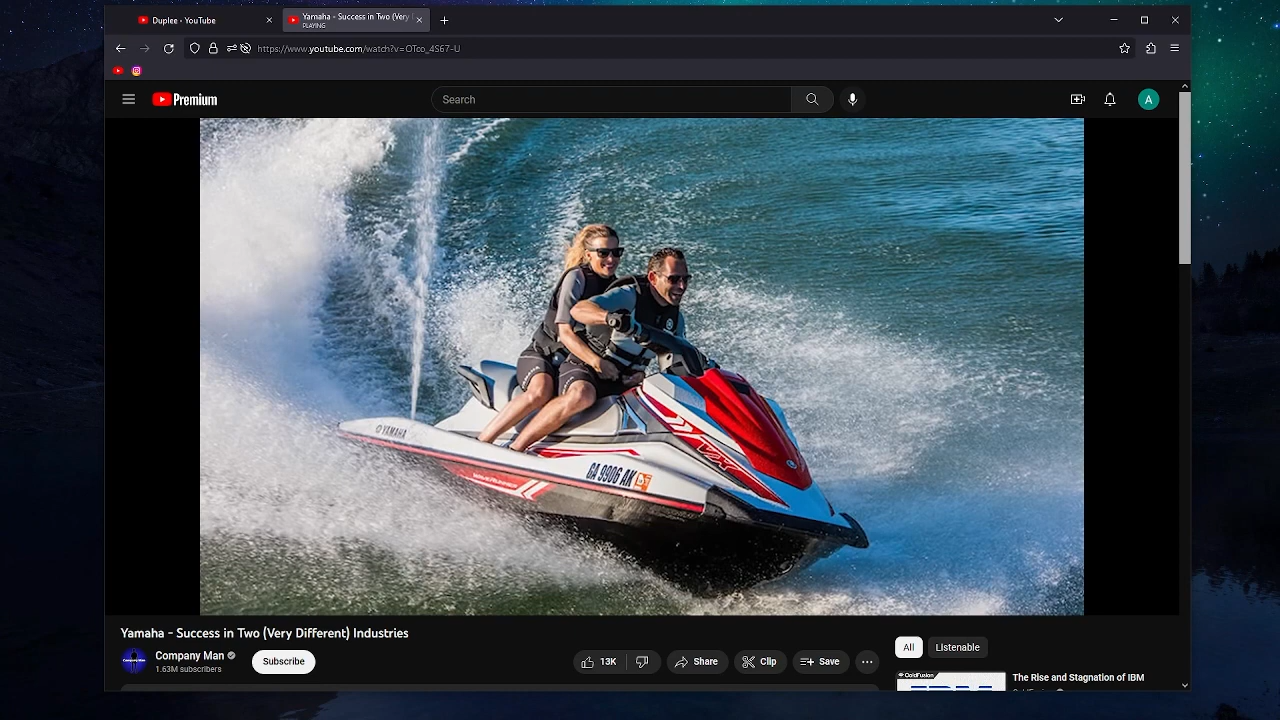 Duplee - YouTube
Yamaha - Success in Two (Very
PLAYING
https://www.youtube.com/watch?v=OTco_4S67-U
Premium
Search
A
YAMAHA
VX
GA 9906 AK
Yamaha - Success in Two (Very Different) Industries
Company Man
1.63M subscribers
Subscribe
13K
Share
Clip
Save
All
Listenable
ColdFusion
The Rise and Stagnation of IBM